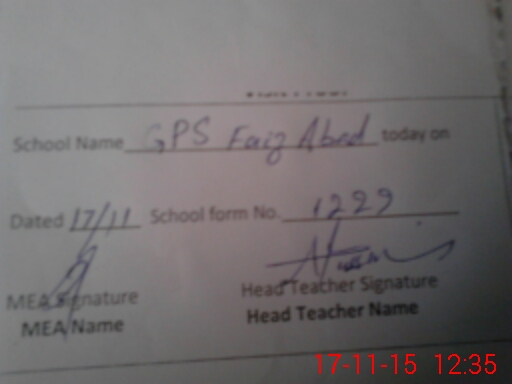 School Name GPS Faiz Abad today on
Dated 17/11 School form No. 1229
MEA Signature Head Teacher Signature
MEA Name Head Teacher Name
17-11-15 12:35